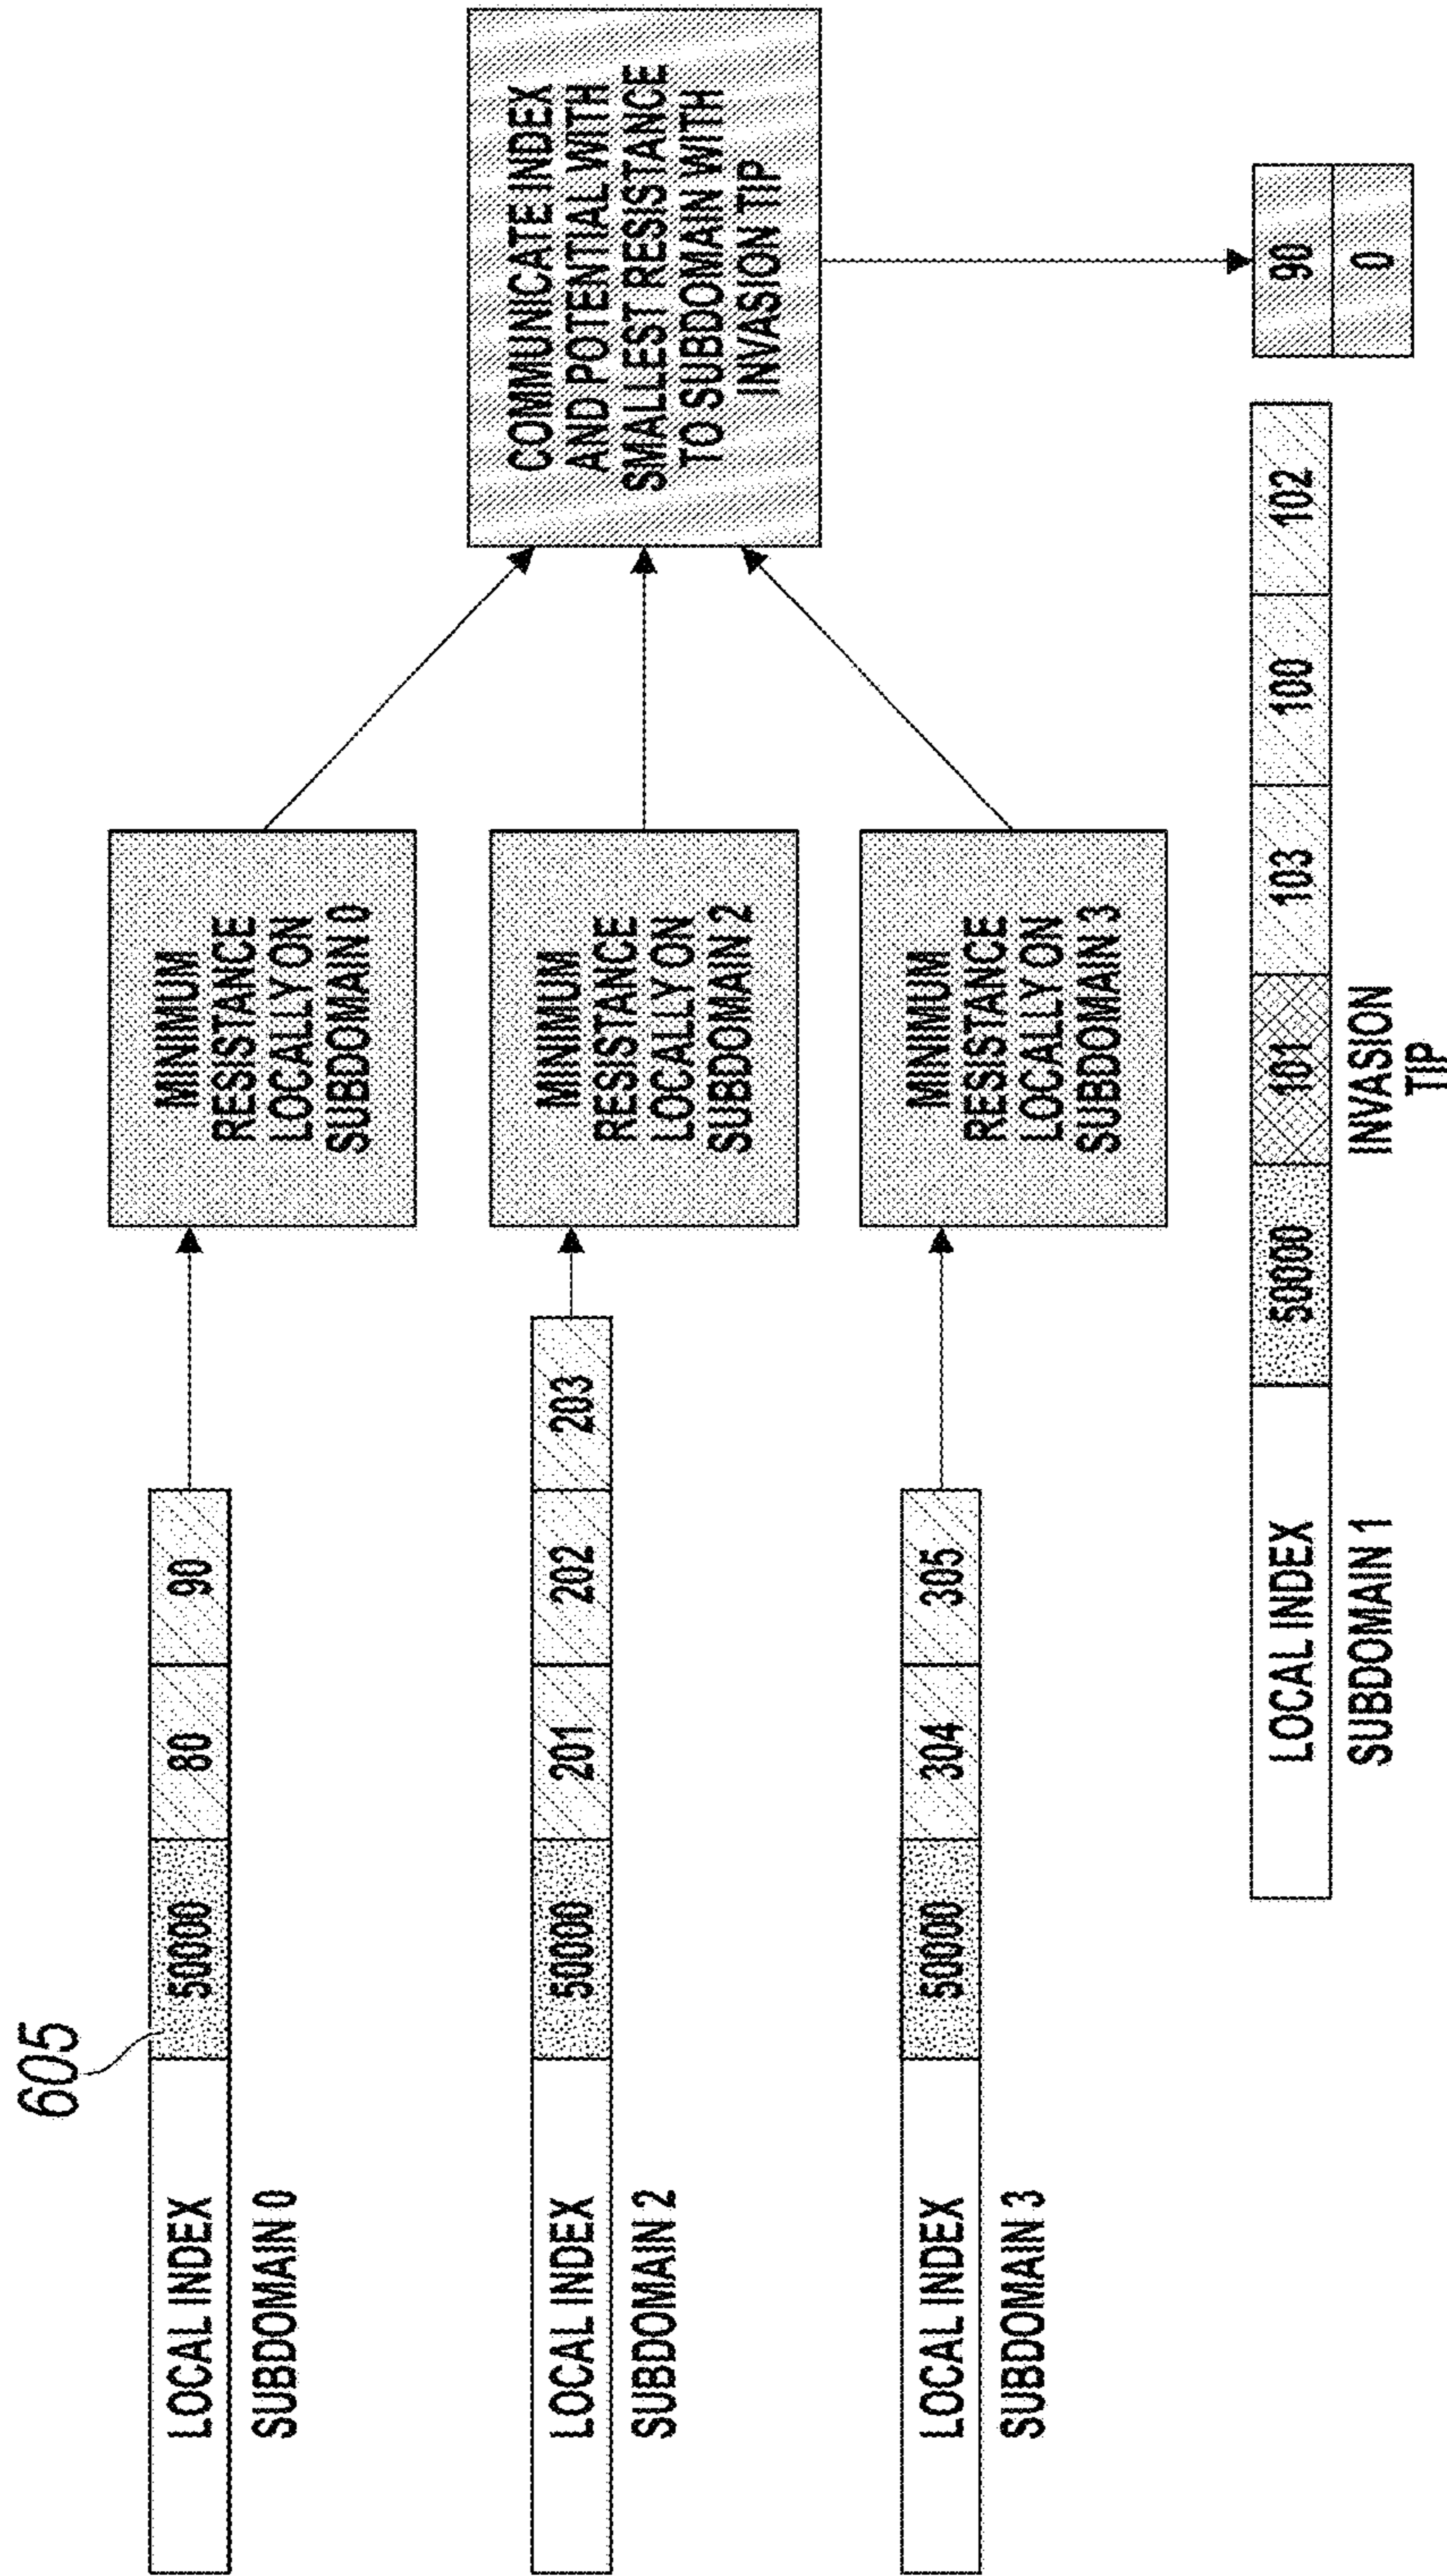 605
LOCAL INDEX 50000 80 90
SUBDOMAIN 0
MINIMUM
RESISTANCE
LOCALLY ON
SUBDOMAIN 0
LOCAL INDEX 50000 201 202 203
SUBDOMAIN 2
MINIMUM
RESISTANCE
LOCALLY ON
SUBDOMAIN 2
LOCAL INDEX 50000 304 305
SUBDOMAIN 3
MINIMUM
RESISTANCE
LOCALLY ON
SUBDOMAIN 3
COMMUNICATE INDEX
AND POTENTIAL WITH
SMALLEST RESISTANCE
TO SUBDOMAIN WITH
INVASION TIP
LOCAL INDEX 50000 101 103 100 102
SUBDOMAIN 1
INVASION
TIP
90
0